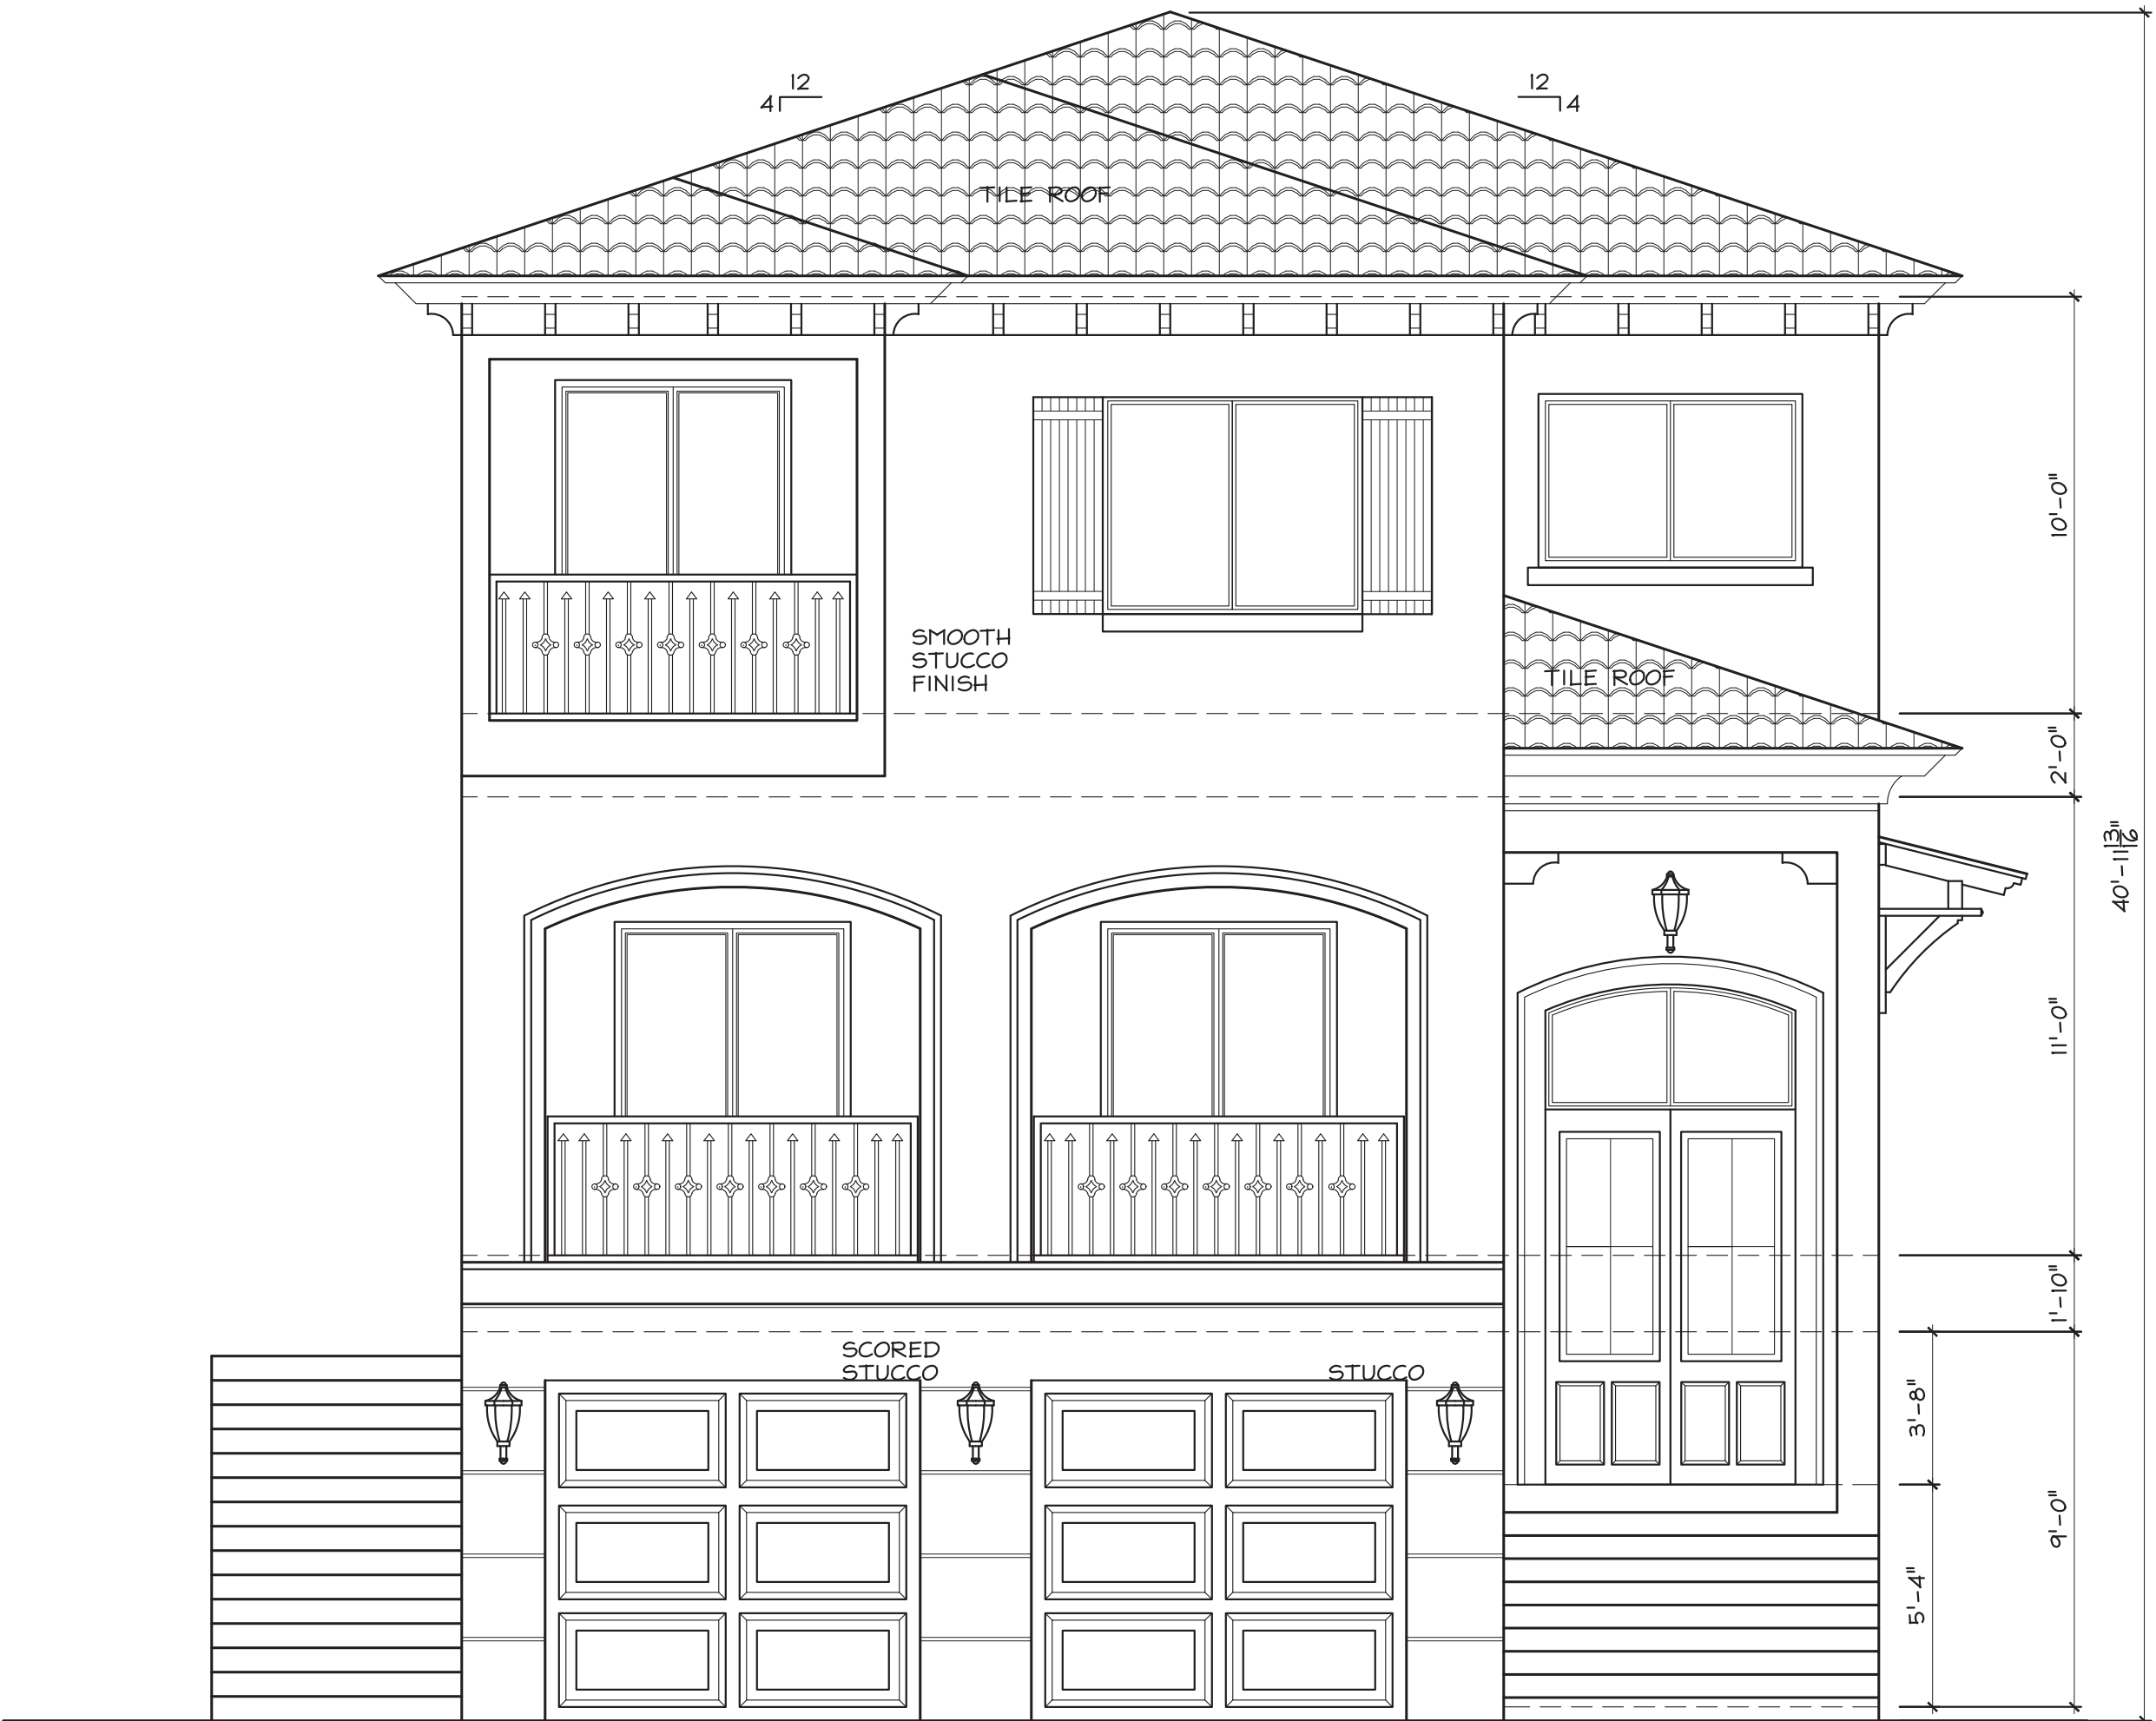 12
4
12
4
TILE ROOF
10'-0"
SMOOTH
STUCCO
FINISH
TILE ROOF
2'-0"
40'-11 13/16"
11'-0"
1'-10"
SCORED
STUCCO
STUCCO
3'-8"
9'-0"
5'-4"